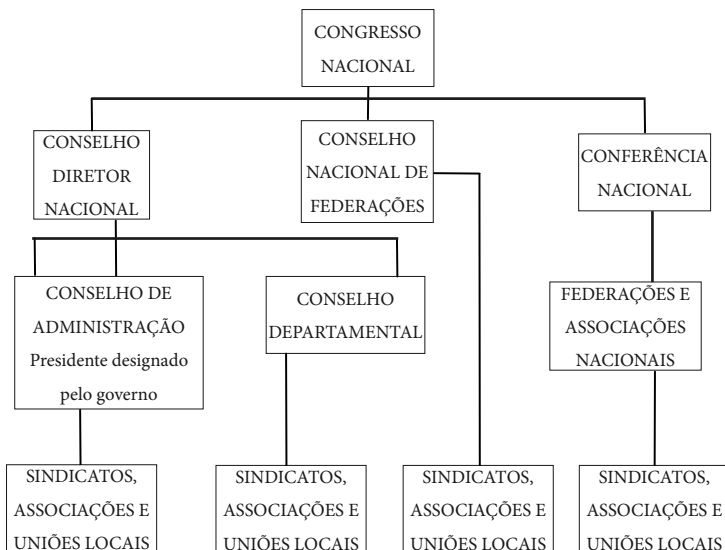 CONGRESSO
NACIONAL
CONSELHO
DIRETOR
NACIONAL
CONSELHO
NACIONAL DE
FEDERAÇÕES
CONFERÊNCIA
NACIONAL
CONSELHO DE
ADMINISTRAÇÃO
Presidente designado
pelo governo
CONSELHO
DEPARTAMENTAL
FEDERAÇÕES E
ASSOCIAÇÕES
NACIONAIS
SINDICATOS,
ASSOCIAÇÕES E
UNIÕES LOCAIS
SINDICATOS,
ASSOCIAÇÕES E
UNIÕES LOCAIS
SINDICATOS,
ASSOCIAÇÕES E
UNIÕES LOCAIS
SINDICATOS,
ASSOCIAÇÕES E
UNIÕES LOCAIS